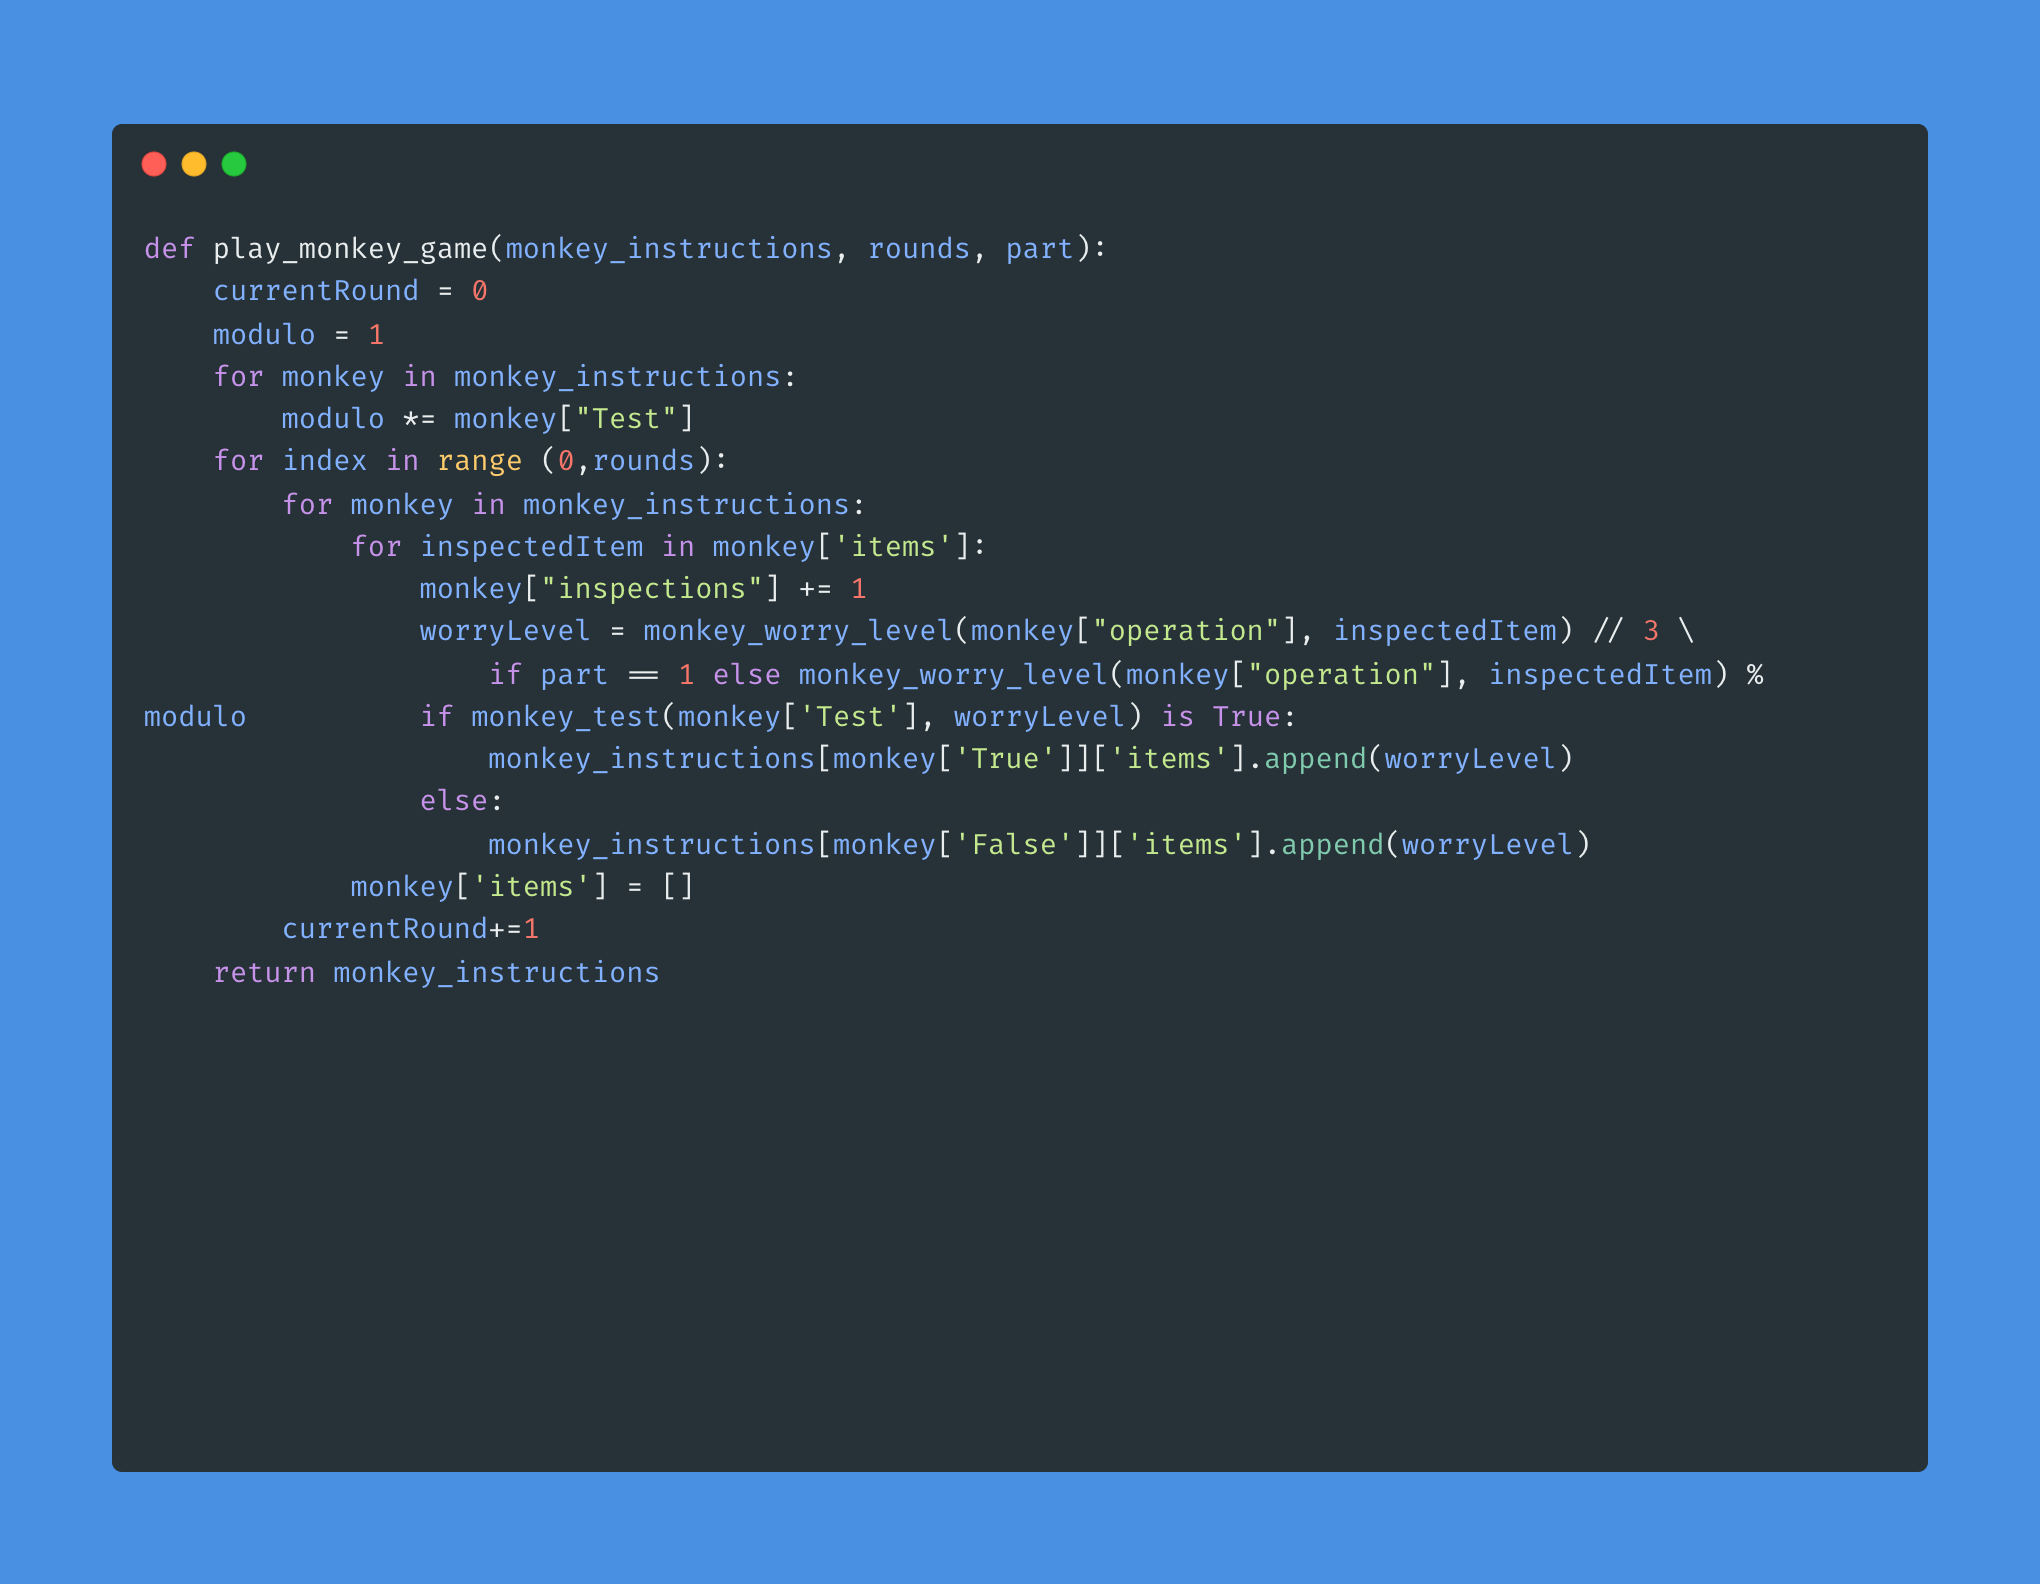 def play_monkey_game(monkey_instructions, rounds, part):
    currentRound = 0
    modulo = 1
    for monkey in monkey_instructions:
        modulo *= monkey["Test"]
    for index in range (0,rounds):
        for monkey in monkey_instructions:
            for inspectedItem in monkey['items']:
                monkey["inspections"] += 1
                worryLevel = monkey_worry_level(monkey["operation"], inspectedItem) // 3 \
                    if part == 1 else monkey_worry_level(monkey["operation"], inspectedItem) %
modulo          if monkey_test(monkey['Test'], worryLevel) is True:
                    monkey_instructions[monkey['True']]['items'].append(worryLevel)
                else:
                    monkey_instructions[monkey['False']]['items'].append(worryLevel)
            monkey['items'] = []
        currentRound+=1
    return monkey_instructions